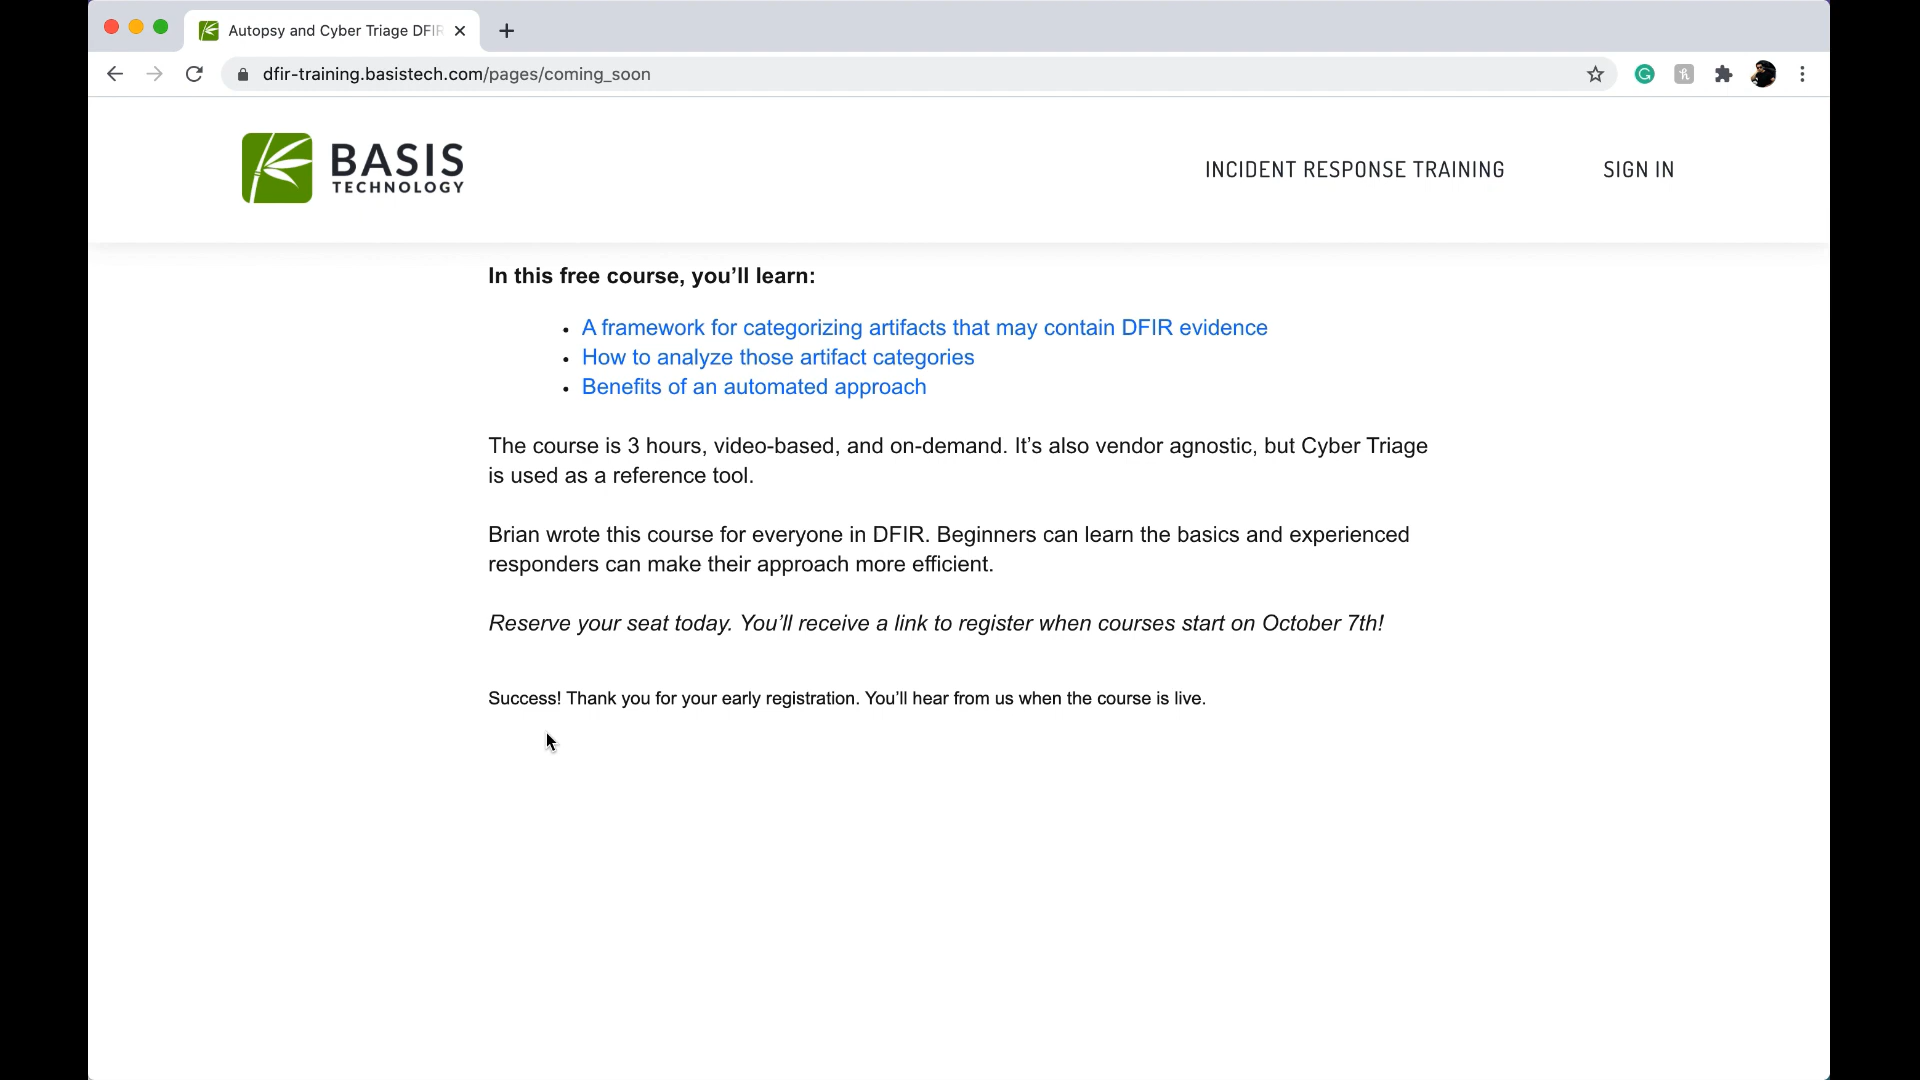 Autopsy and Cyber Triage DFIR
dfir-training.basistech.com/pages/coming_soon
BASIS
TECHNOLOGY
INCIDENT RESPONSE TRAINING
SIGN IN
In this free course, you’ll learn:
• A framework for categorizing artifacts that may contain DFIR evidence
• How to analyze those artifact categories
• Benefits of an automated approach
The course is 3 hours, video-based, and on-demand. It’s also vendor agnostic, but Cyber Triage
is used as a reference tool.
Brian wrote this course for everyone in DFIR. Beginners can learn the basics and experienced
responders can make their approach more efficient.
Reserve your seat today. You’ll receive a link to register when courses start on October 7th!
Success! Thank you for your early registration. You’ll hear from us when the course is live.